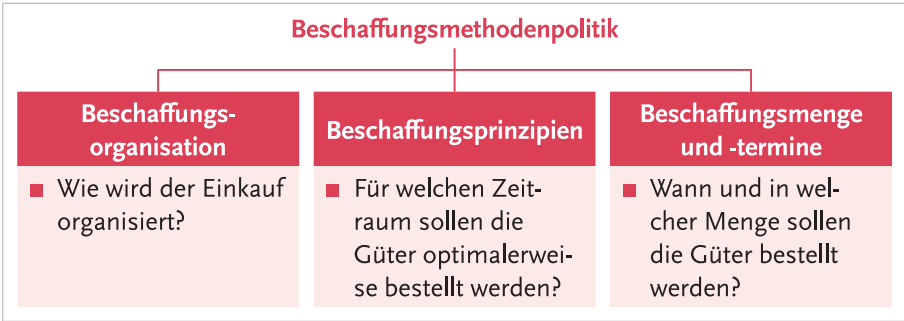 Beschaffungsmethodenpolitik
Beschaffungs-
organisation
Wie wird der Einkauf
organisiert?
Beschaffungsprinzipien
Für welchen Zeit-
raum sollen die
Güter optimalerwei-
se bestellt werden?
Beschaffungsmenge
und -termine
Wann und in wel-
cher Menge sollen
die Güter bestellt
werden?